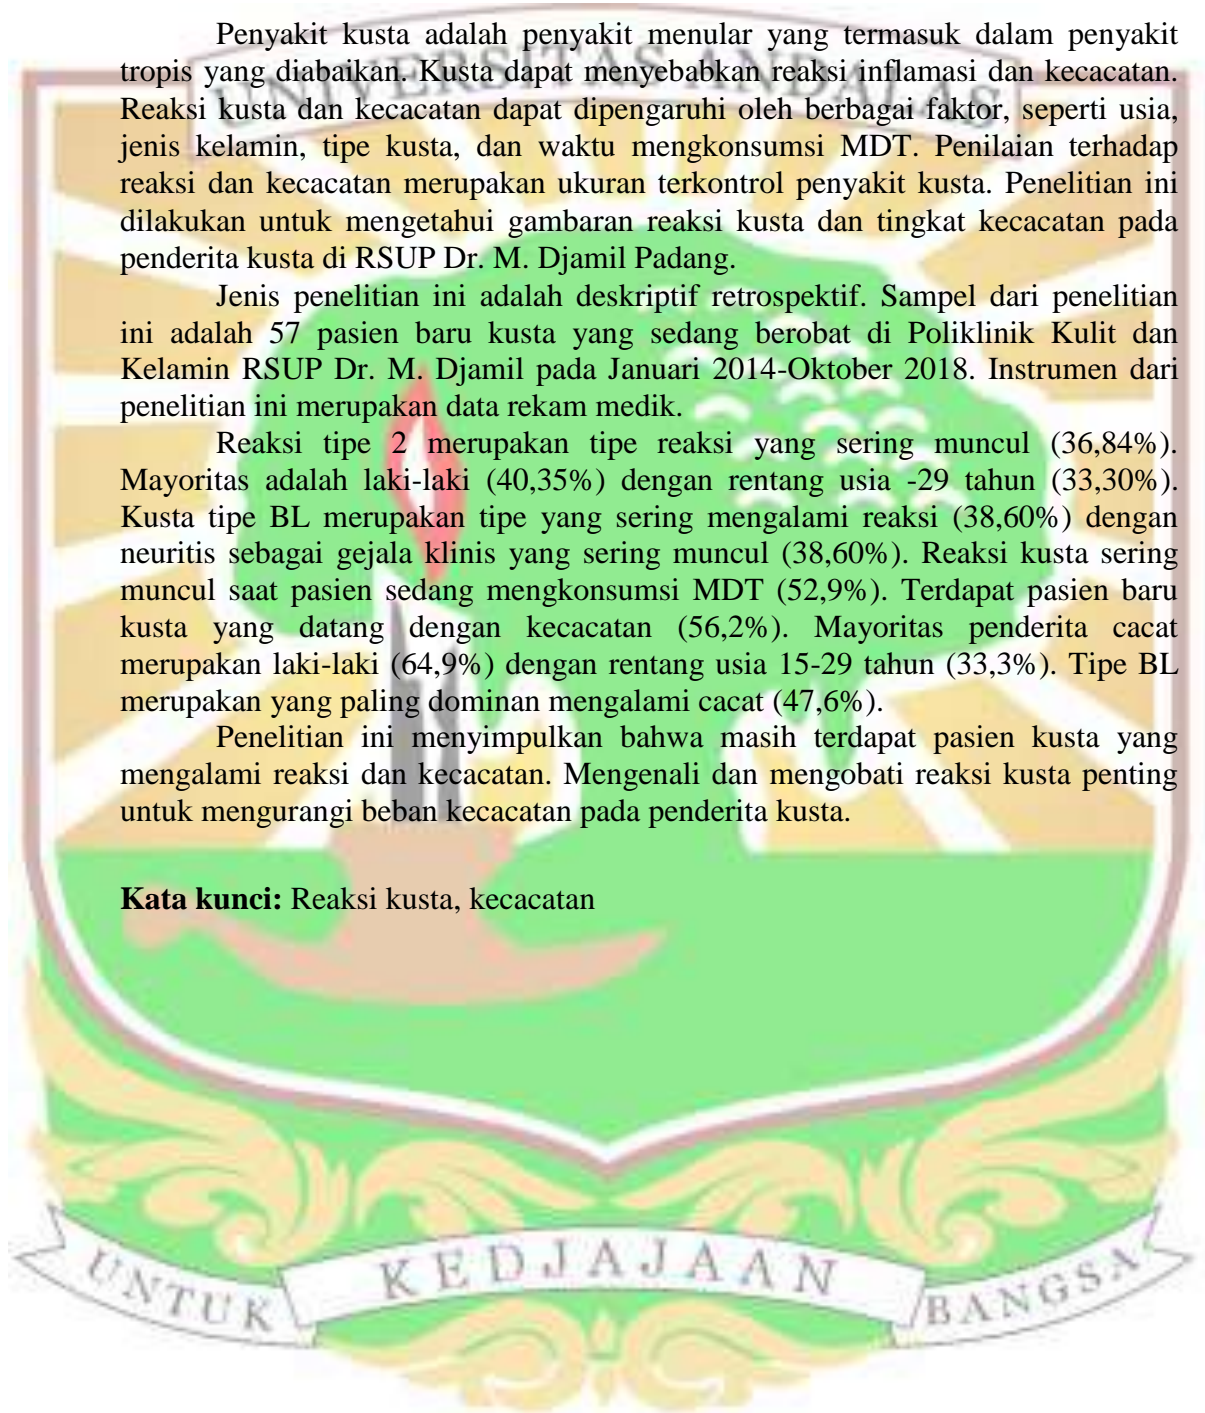 Penyakit kusta adalah penyakit menular yang termasuk dalam penyakit
tropis yang diabaikan. Kusta dapat menyebabkan reaksi inflamasi dan kecacatan.
UNIVERSITAS ANDALAS
Reaksi kusta dan kecacatan dapat dipengaruhi oleh berbagai faktor, seperti usia,
jenis kelamin, tipe kusta, dan waktu mengkonsumsi MDT. Penilaian terhadap
reaksi dan kecacatan merupakan ukuran terkontrol penyakit kusta. Penelitian ini
dilakukan untuk mengetahui gambaran reaksi kusta dan tingkat kecacatan pada
penderita kusta di RSUP Dr. M. Djamil Padang.
Jenis penelitian ini adalah deskriptif retrospektif. Sampel dari penelitian
ini adalah 57 pasien baru kusta yang sedang berobat di Poliklinik Kulit dan
Kelamin RSUP Dr. M. Djamil pada Januari 2014-Oktober 2018. Instrumen dari
penelitian ini merupakan data rekam medik.
Reaksi tipe 2 merupakan tipe reaksi yang sering muncul (36,84%).
Mayoritas adalah laki-laki (40,35%) dengan rentang usia -29 tahun (33,30%).
Kusta tipe BL merupakan tipe yang sering mengalami reaksi (38,60%) dengan
neuritis sebagai gejala klinis yang sering muncul (38,60%). Reaksi kusta sering
muncul saat pasien sedang mengkonsumsi MDT (52,9%). Terdapat pasien baru
kusta yang datang dengan kecacatan (56,2%). Mayoritas penderita cacat
merupakan laki-laki (64,9%) dengan rentang usia 15-29 tahun (33,3%). Tipe BL
merupakan yang paling dominan mengalami cacat (47,6%).
Penelitian ini menyimpulkan bahwa masih terdapat pasien kusta yang
mengalami reaksi dan kecacatan. Mengenali dan mengobati reaksi kusta penting
untuk mengurangi beban kecacatan pada penderita kusta.
Kata kunci: Reaksi kusta, kecacatan
UNTUK KEDJAJAAN BANGSA